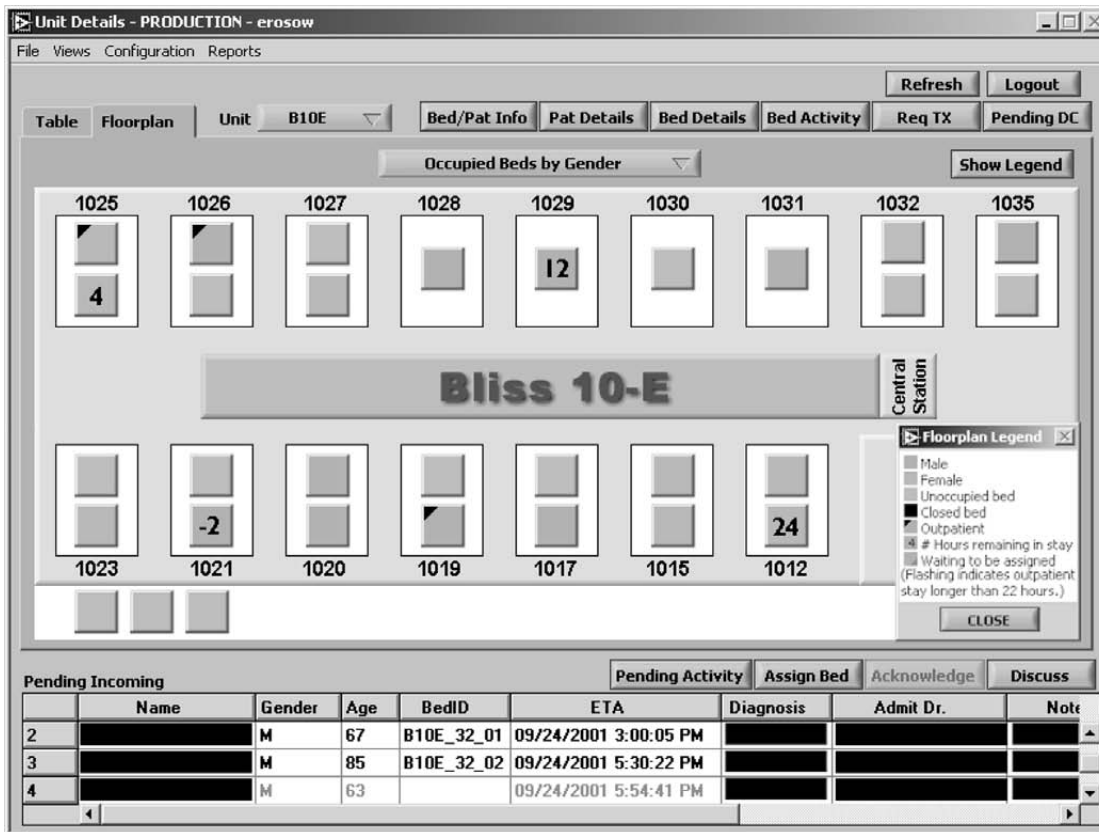 Unit Details - PRODUCTION - erosow
File Views Configuration Reports
Refresh Logout
Table Floorplan Unit B10E Bed/Pat Info Pat Details Bed Details Bed Activity Req TX Pending DC
Occupied Beds by Gender Show Legend
1025 1026 1027 1028 1029 1030 1031 1032 1035
12
4
Bliss 10-E
Central Station
Floorplan Legend
Male
Female
Unoccupied bed
Closed bed
Outpatient
4 # Hours remaining in stay
Waiting to be assigned
(Flashing indicates outpatient
stay longer than 22 hours.)
CLOSE
-2 24
1023 1021 1020 1019 1017 1015 1012
Pending Incoming Pending Activity Assign Bed Acknowledge Discuss
Name Gender Age BedID ETA Diagnosis Admit Dr. Note
2 M 67 B10E_32_01 09/24/2001 3:00:05 PM
3 M 85 B10E_32_02 09/24/2001 5:30:22 PM
4 M 63 09/24/2001 5:54:41 PM